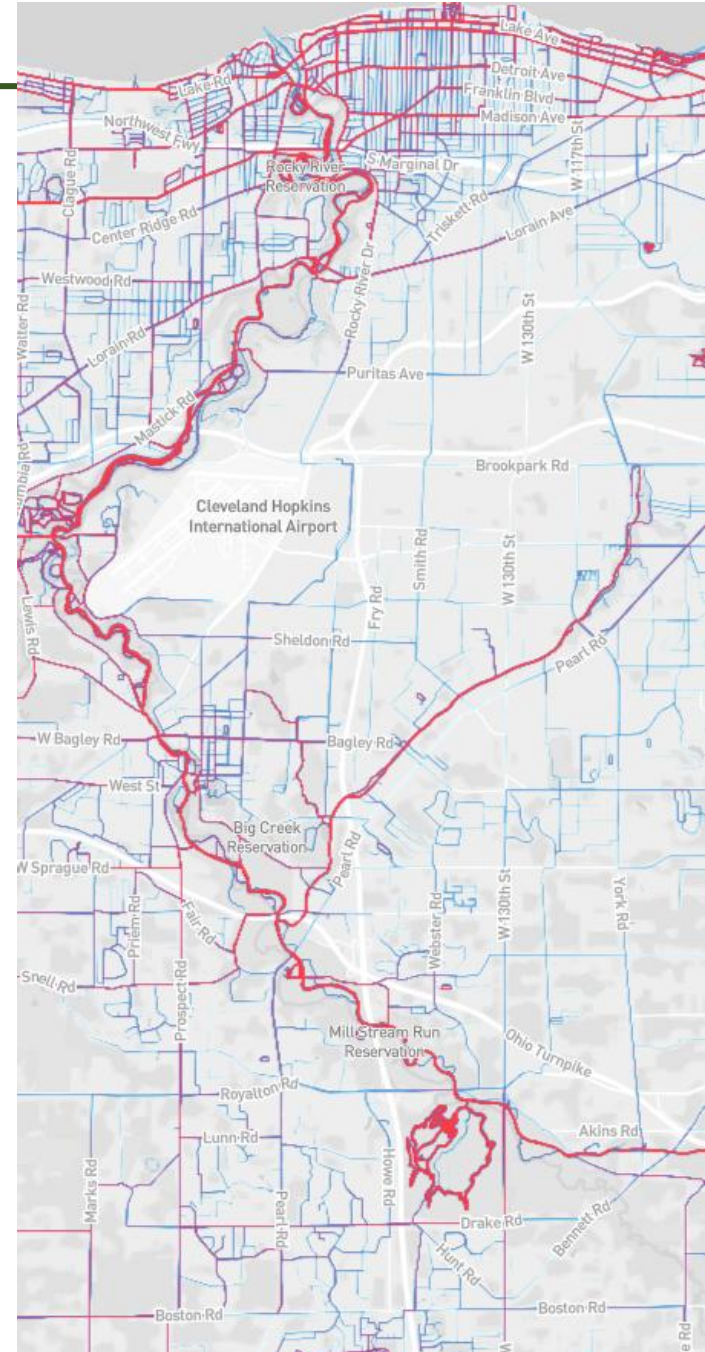 Lake Ave
Lake Rd
Detroit Ave
Franklin Blvd
Madison Ave
Northwest Fwy
Clague Rd
Rocky River
Reservation
S Marginal Dr
W 117th St
Triskett Rd
Center Ridge Rd
Lorain Ave
Westwood Rd
Rocky River Dr
Walter Rd
Lorain Rd
W 130th St
Puritas Ave
Mastick Rd
Brookpark Rd
Cleveland Hopkins
International Airport
Smith Rd
W 130th St
Fry Rd
Lewis Rd
Sheldon Rd
Pearl Rd
W Bagley Rd
Bagley Rd
West St
Big Creek
Reservation
Pearl Rd
W Sprague Rd
Priem Rd
Fair Rd
Webster Rd
W 130th St
York Rd
Snell Rd
Prospect Rd
Mill Stream Run
Reservation
Ohio Turnpike
Royalton Rd
Akins Rd
Lunn Rd
Marks Rd
Pearl Rd
Howe Rd
Drake Rd
Bennett Rd
Hunt Rd
Boston Rd
Boston Rd